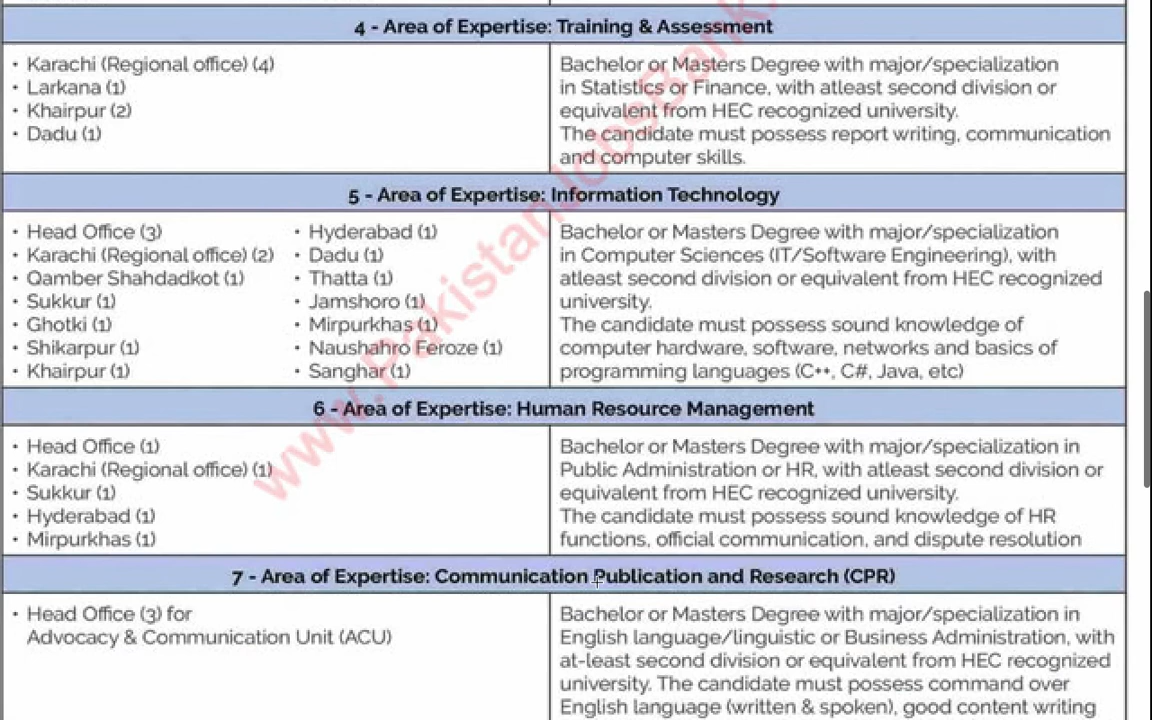 4 - Area of Expertise: Training & Assessment
• Karachi (Regional office) (4)
• Larkana (1)
• Khairpur (2)
• Dadu (1)
Bachelor or Masters Degree with major/specialization
in Statistics or Finance, with atleast second division or
equivalent from HEC recognized university.
The candidate must possess report writing, communication
and computer skills.
5 - Area of Expertise: Information Technology
• Head Office (3)
• Karachi (Regional office) (2)
• Qamber Shahdadkot (1)
• Sukkur (1)
• Ghotki (1)
• Shikarpur (1)
• Khairpur (1)
• Hyderabad (1)
• Dadu (1)
• Thatta (1)
• Jamshoro (1)
• Mirpurkhas (1)
• Naushahro Feroze (1)
• Sanghar (1)
Bachelor or Masters Degree with major/specialization
in Computer Sciences (IT/Software Engineering), with
atleast second division or equivalent from HEC recognized
university.
The candidate must possess sound knowledge of
computer hardware, software, networks and basics of
programming languages (C++, C#, Java, etc)
6 - Area of Expertise: Human Resource Management
• Head Office (1)
• Karachi (Regional office) (1)
• Sukkur (1)
• Hyderabad (1)
• Mirpurkhas (1)
Bachelor or Masters Degree with major/specialization in
Public Administration or HR, with atleast second division or
equivalent from HEC recognized university.
The candidate must possess sound knowledge of HR
functions, official communication, and dispute resolution
7 - Area of Expertise: Communication Publication and Research (CPR)
• Head Office (3) for
Advocacy & Communication Unit (ACU)
Bachelor or Masters Degree with major/specialization in
English language/linguistic or Business Administration, with
at-least second division or equivalent from HEC recognized
university. The candidate must possess command over
English language (written & spoken), good content writing
www.PakistanJobsBank.